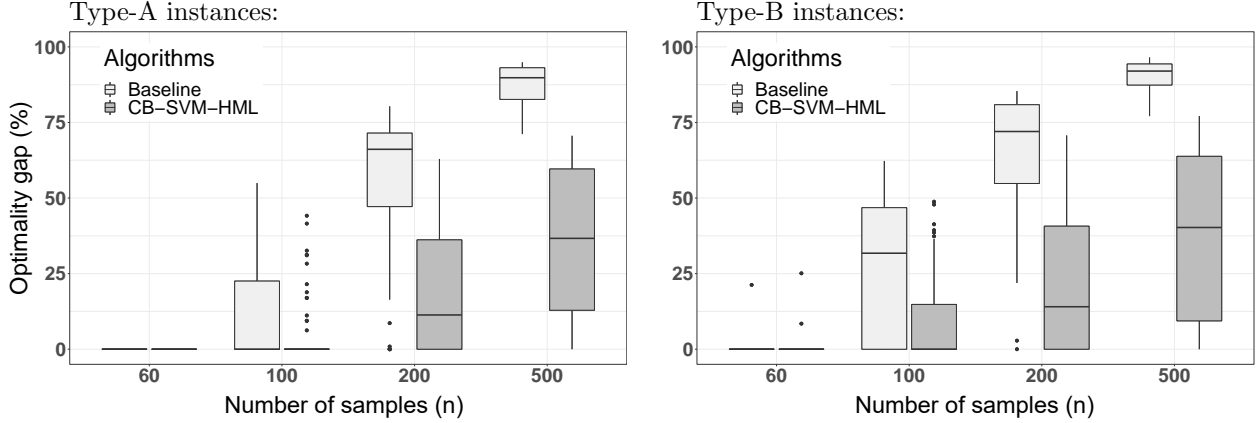 Type-A instances:
Algorithms
Baseline
CB−SVM−HML
Optimality gap (%)
100
75
50
25
0
60
100
200
500
Number of samples (n)
Type-B instances:
Algorithms
Baseline
CB−SVM−HML
100
75
50
25
0
60
100
200
500
Number of samples (n)